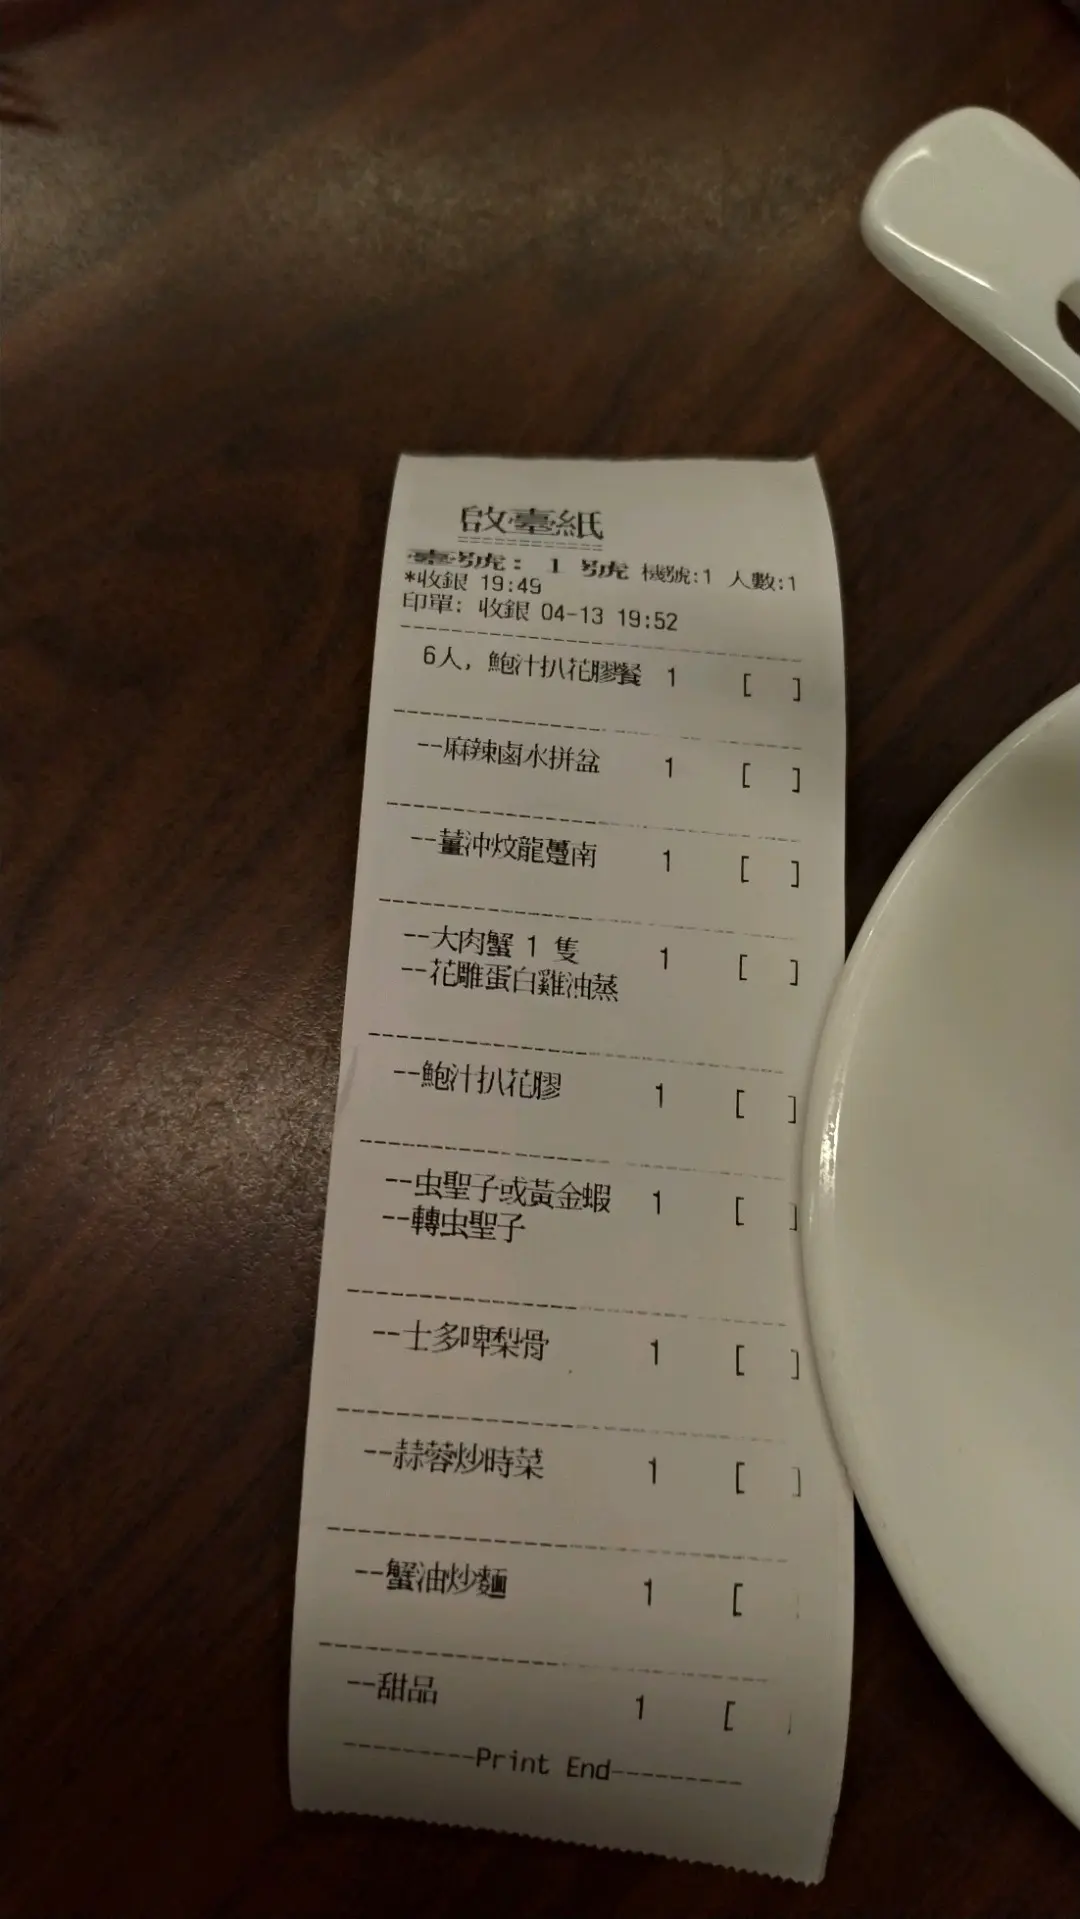 啟臺紙
臺號: 1 號 機號:1 人數:1
*收銀 19:49
印單: 收銀 04-13 19:52
6人, 鮑汁扒花膠餐 1 [ ]
--麻辣鹵水拼盆 1 [ ]
--薑沖炆龍躉南 1 [ ]
--大肉蟹 1 隻 1 [ ]
--花雕蛋白雞油蒸
--鮑汁扒花膠 1 [ ]
--虫聖子或黃金蝦 1 [ ]
--轉虫聖子
--士多啤梨骨 1 [ ]
--蒜蓉炒時菜 1 [ ]
--蟹油炒麵 1 [
--甜品 1 [ ]
---------Print End---------